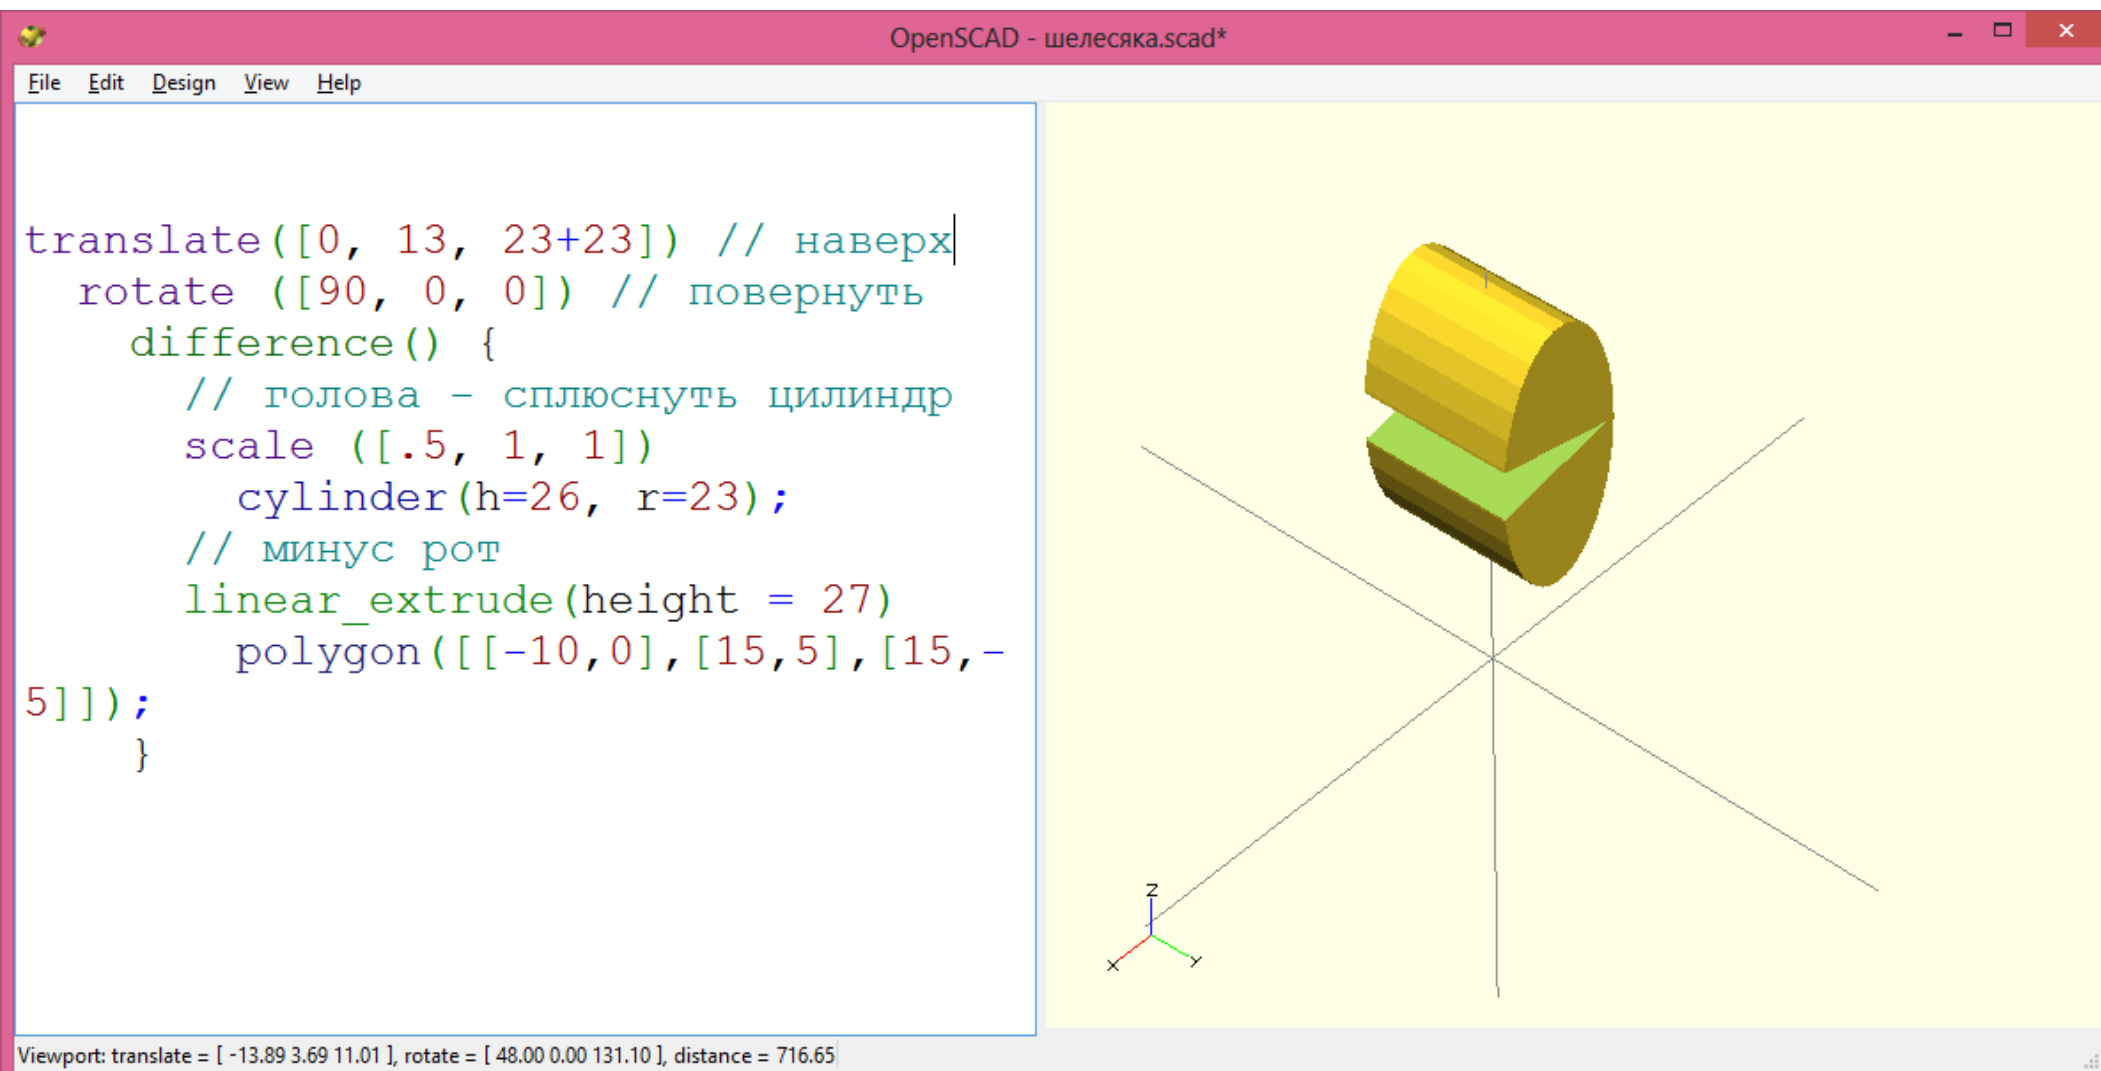 OpenSCAD - шелесяка.scad*
File Edit Design View Help
translate([0, 13, 23+23]) // наверх
rotate ([90, 0, 0]) // повернуть
difference() {
// голова - сплюснуть цилиндр
scale ([.5, 1, 1])
cylinder(h=26, r=23);
// минус рот
linear_extrude(height = 27)
polygon([[-10,0],[15,5],[15,-
5]]);
}
z
x
y
Viewport: translate = [ -13.89 3.69 11.01 ], rotate = [ 48.00 0.00 131.10 ], distance = 716.65